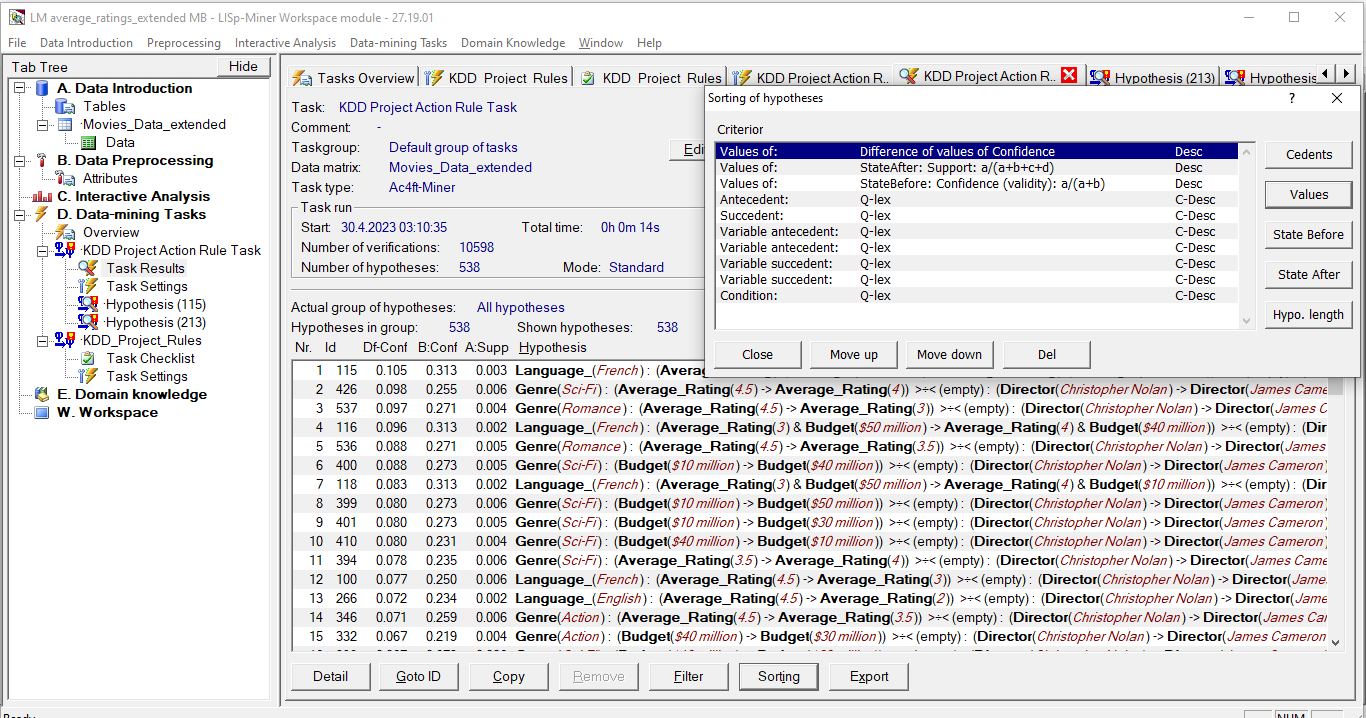 LM average_ratings_extended MB - LISp-Miner Workspace module - 27.19.01
File Data Introduction Preprocessing Interactive Analysis Data-mining Tasks Domain Knowledge Window Help
Tab Tree
Hide
A. Data Introduction
Tables
·Movies_Data_extended
Data
B. Data Preprocessing
Attributes
C. Interactive Analysis
D. Data-mining Tasks
Overview
·KDD Project Action Rule Task
Task Results
Task Settings
·Hypothesis (115)
·Hypothesis (213)
·KDD_Project_Rules
Task Checklist
Task Settings
E. Domain knowledge
W. Workspace
Tasks Overview KDD Project Rules KDD Project Rules KDD Project Action R.. KDD Project Action R.. Hypothesis (213) Hypothesis
Task: KDD Project Action Rule Task
Comment: -
Taskgroup: Default group of tasks
Edi
Data matrix: Movies_Data_extended
Task type: Ac4ft-Miner
Task run
Start: 30.4.2023 03:10:35 Total time: 0h 0m 14s
Number of verifications: 10598
Number of hypotheses: 538 Mode: Standard
Actual group of hypotheses: All hypotheses
Hypotheses in group: 538 Shown hypotheses: 538
Sorting of hypotheses
?
Criterior
Values of: Difference of values of Confidence Desc
Values of: StateAfter: Support: a/(a+b+c+d) Desc
Values of: StateBefore: Confidence (validity): a/(a+b) Desc
Antecedent: Q-lex C-Desc
Succedent: Q-lex C-Desc
Variable antecedent: Q-lex C-Desc
Variable antecedent: Q-lex C-Desc
Variable succedent: Q-lex C-Desc
Variable succedent: Q-lex C-Desc
Condition: Q-lex C-Desc
Cedents
Values
State Before
State After
Hypo. length
Close Move up Move down Del
Nr. Id Df-Conf B:Conf A:Supp Hypothesis
1 115 0.105 0.313 0.003 Language_(French) : (Avera
2 426 0.098 0.255 0.006 Genre(Sci-Fi) : (Average_Rating(4.5) -> Average_Rating(4)) >÷< (empty) : (Director(Christopher Nolan) -> Director(James Came
3 537 0.097 0.271 0.004 Genre(Romance) : (Average_Rating(4.5) -> Average_Rating(3)) >÷< (empty) : (Director(Christopher Nolan) -> Director(James C
4 116 0.096 0.313 0.002 Language_(French) : (Average_Rating(3) & Budget($50 million) -> Average_Rating(4) & Budget($40 million)) >÷< (empty) : (Dir
5 536 0.088 0.271 0.005 Genre(Romance) : (Average_Rating(4.5) -> Average_Rating(3.5)) >÷< (empty) : (Director(Christopher Nolan) -> Director(James
6 400 0.088 0.273 0.005 Genre(Sci-Fi) : (Budget($10 million) -> Budget($40 million)) >÷< (empty) : (Director(Christopher Nolan) -> Director(James Cameron)
7 118 0.083 0.313 0.002 Language_(French) : (Average_Rating(3) & Budget($50 million) -> Average_Rating(4) & Budget($10 million)) >÷< (empty) : (Dir
8 399 0.080 0.273 0.006 Genre(Sci-Fi) : (Budget($10 million) -> Budget($50 million)) >÷< (empty) : (Director(Christopher Nolan) -> Director(James Cameron)
9 401 0.080 0.273 0.005 Genre(Sci-Fi) : (Budget($10 million) -> Budget($30 million)) >÷< (empty) : (Director(Christopher Nolan) -> Director(James Cameron)
10 410 0.080 0.231 0.004 Genre(Sci-Fi) : (Budget($40 million) -> Budget($10 million)) >÷< (empty) : (Director(Christopher Nolan) -> Director(James Cameron)
11 394 0.078 0.235 0.006 Genre(Sci-Fi) : (Average_Rating(3.5) -> Average_Rating(4)) >÷< (empty) : (Director(Christopher Nolan) -> Director(James Came
12 100 0.077 0.250 0.006 Language_(French) : (Average_Rating(4.5) -> Average_Rating(3)) >÷< (empty) : (Director(Christopher Nolan) -> Director(Jame
13 266 0.072 0.234 0.002 Language_(English) : (Average_Rating(4.5) -> Average_Rating(2)) >÷< (empty) : (Director(Christopher Nolan) -> Director(Jame
14 346 0.071 0.259 0.006 Genre(Action) : (Average_Rating(4.5) -> Average_Rating(3.5)) >÷< (empty) : (Director(Christopher Nolan) -> Director(James Ca
15 332 0.067 0.219 0.004 Genre(Action) : (Budget($40 million) -> Budget($30 million)) >÷< (empty) : (Director(Christopher Nolan) -> Director(James Cameron
Detail Goto ID Copy Remove Filter Sorting Export
Ready NUM